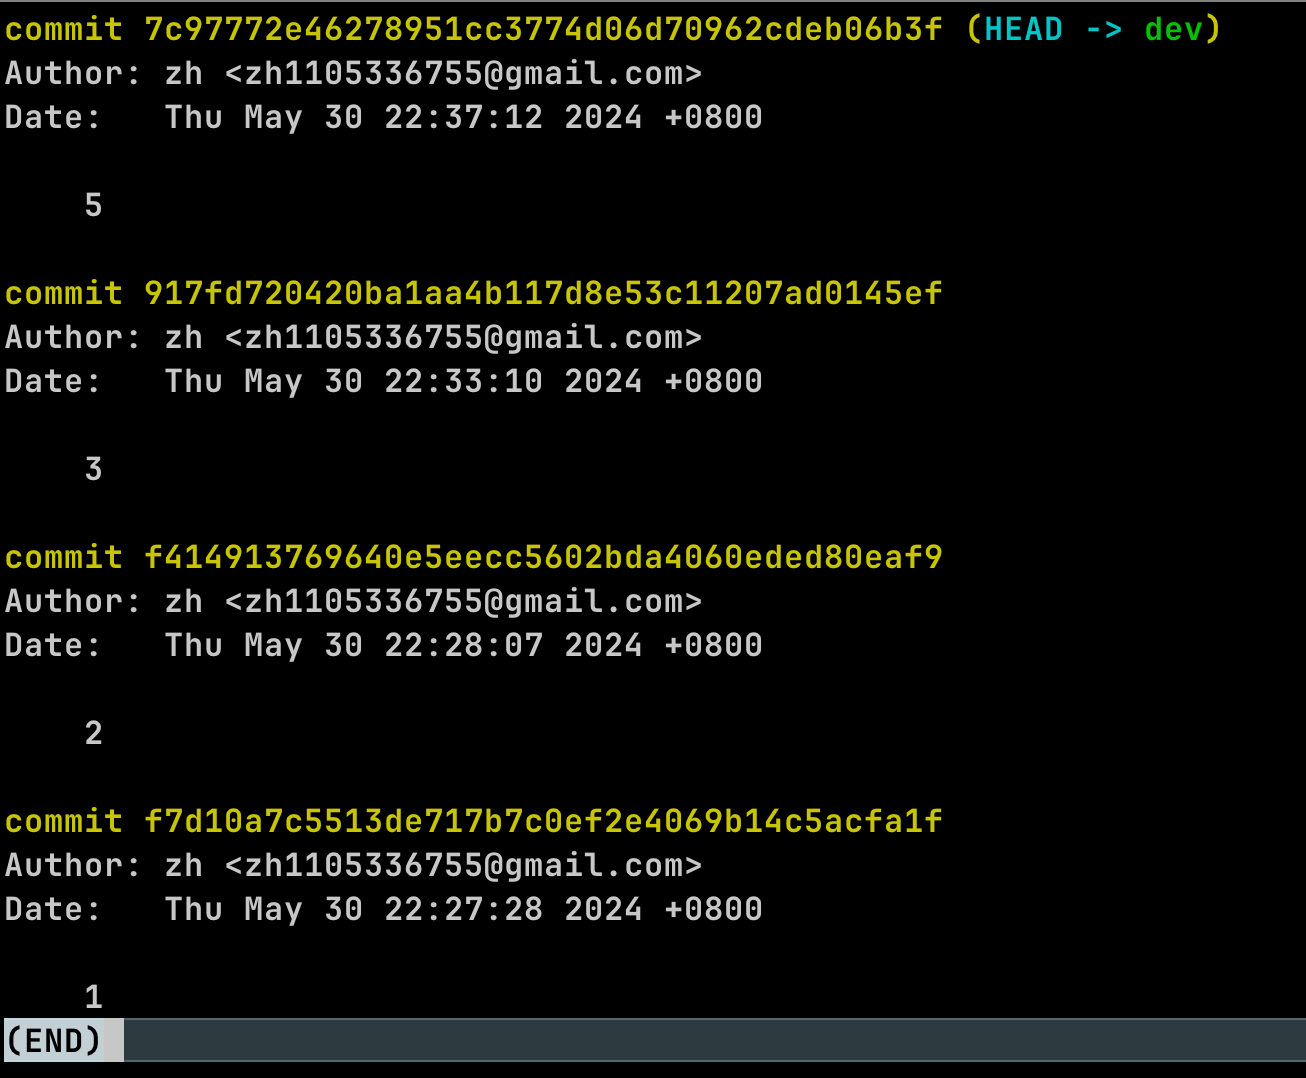 commit 7c97772e46278951cc3774d06d70962cdeb06b3f (HEAD -> dev)
Author: zh <zh1105336755@gmail.com>
Date:   Thu May 30 22:37:12 2024 +0800
5
commit 917fd720420ba1aa4b117d8e53c11207ad0145ef
Author: zh <zh1105336755@gmail.com>
Date:   Thu May 30 22:33:10 2024 +0800
3
commit f414913769640e5eecc5602bda4060eded80eaf9
Author: zh <zh1105336755@gmail.com>
Date:   Thu May 30 22:28:07 2024 +0800
2
commit f7d10a7c5513de717b7c0ef2e4069b14c5acfa1f
Author: zh <zh1105336755@gmail.com>
Date:   Thu May 30 22:27:28 2024 +0800
1
(END)